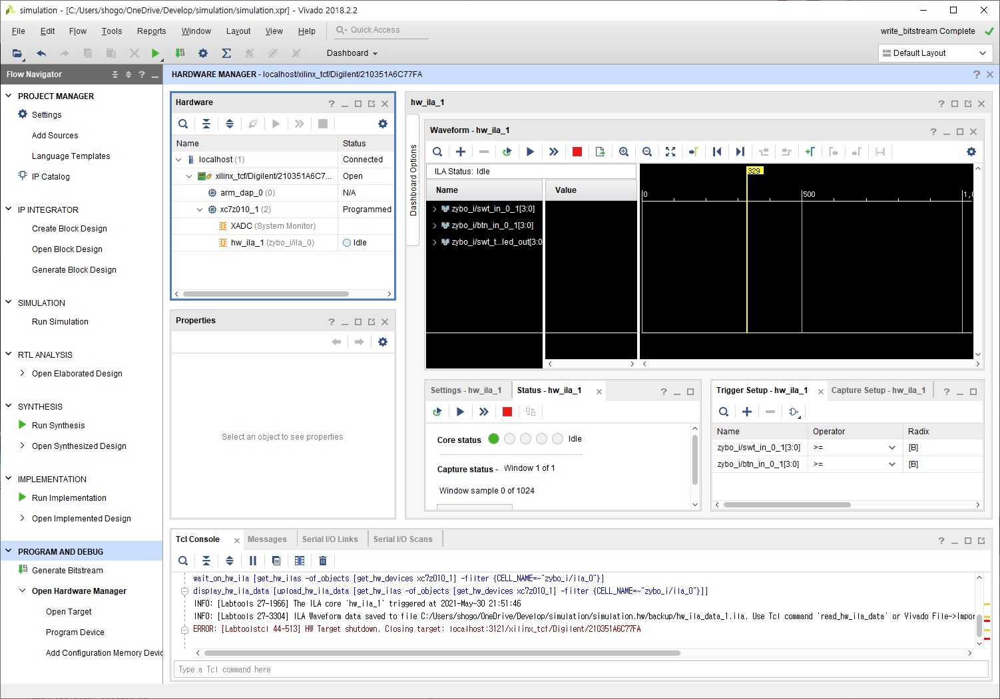 simulation - [C:/Users/shogo/OneDrive/Develop/simulation/simulation.xpr] - Vivado 2018.2.2
File Edit Flow Tools Reports Window Layout View Help Quick Access
write_bitstream Complete
Dashboard
Default Layout
Flow Navigator
PROJECT MANAGER
Settings
Add Sources
Language Templates
IP Catalog
IP INTEGRATOR
Create Block Design
Open Block Design
Generate Block Design
SIMULATION
Run Simulation
RTL ANALYSIS
Open Elaborated Design
SYNTHESIS
Run Synthesis
Open Synthesized Design
IMPLEMENTATION
Run Implementation
Open Implemented Design
PROGRAM AND DEBUG
Generate Bitstream
Open Hardware Manager
Open Target
Program Device
Add Configuration Memory Devic
HARDWARE MANAGER - localhost/xilinx_tcf/Digilent/210351A6C77FA
Hardware
Name Status
localhost (1) Connected
xilinx_tcf/Digilent/210351A6C7... Open
arm_dap_0 (0) N/A
xc7z010_1 (2) Programmed
XADC (System Monitor)
hw_ila_1 (zybo_i/ila_0) Idle
Properties
Select an object to see properties
hw_ila_1
Dashboard Options
Waveform - hw_ila_1
ILA Status: Idle
Name Value
zybo_i/swt_in_0_1[3:0]
zybo_i/btn_in_0_1[3:0]
zybo_i/swt_t...led_out[3:0
329
0 500 1,0
Settings - hw_ila_1 Status - hw_ila_1
Core status Idle
Capture status - Window 1 of 1
Window sample 0 of 1024
Trigger Setup - hw_ila_1 Capture Setup - hw_ila_1
Name Operator Radix
zybo_i/swt_in_0_1[3:0] >= [B]
zybo_i/btn_in_0_1[3:0] >= [B]
Tcl Console Messages Serial I/O Links Serial I/O Scans
wait_on_hw_ila [get_hw_ilas -of_objects [get_hw_devices xc7z010_1] -filter {CELL_NAME=~"zybo_i/ila_0"}]
display_hw_ila_data [upload_hw_ila_data [get_hw_ilas -of_objects [get_hw_devices xc7z010_1] -filter {CELL_NAME=~"zybo_i/ila_0"}]]
INFO: [Labtools 27-1966] The ILA core 'hw_ila_1' triggered at 2021-May-30 21:51:46
INFO: [Labtools 27-3304] ILA Waveform data saved to file C:/Users/shogo/OneDrive/Develop/simulation/simulation.hw/backup/hw_ila_data_1.ila. Use Tcl command 'read_hw_ila_data' or Vivado File->Impor
ERROR: [Labtoolstcl 44-513] HW Target shutdown. Closing target: localhost:3121/xilinx_tcf/Digilent/210351A6C77FA
Type a Tcl command here